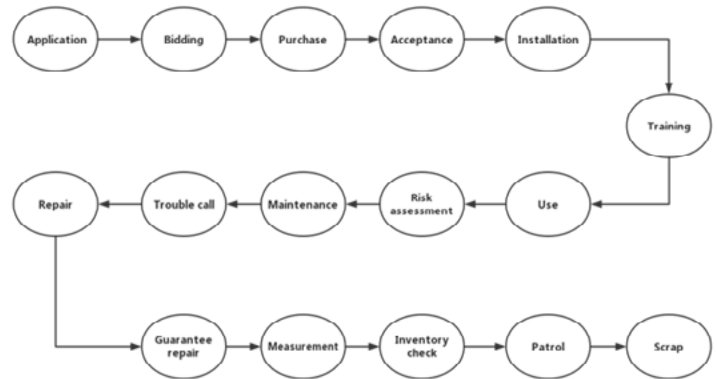 Application
Bidding
Purchase
Acceptance
Installation
Training
Use
Risk
assessment
Maintenance
Trouble call
Repair
Guarantee
repair
Measurement
Inventory
check
Patrol
Scrap